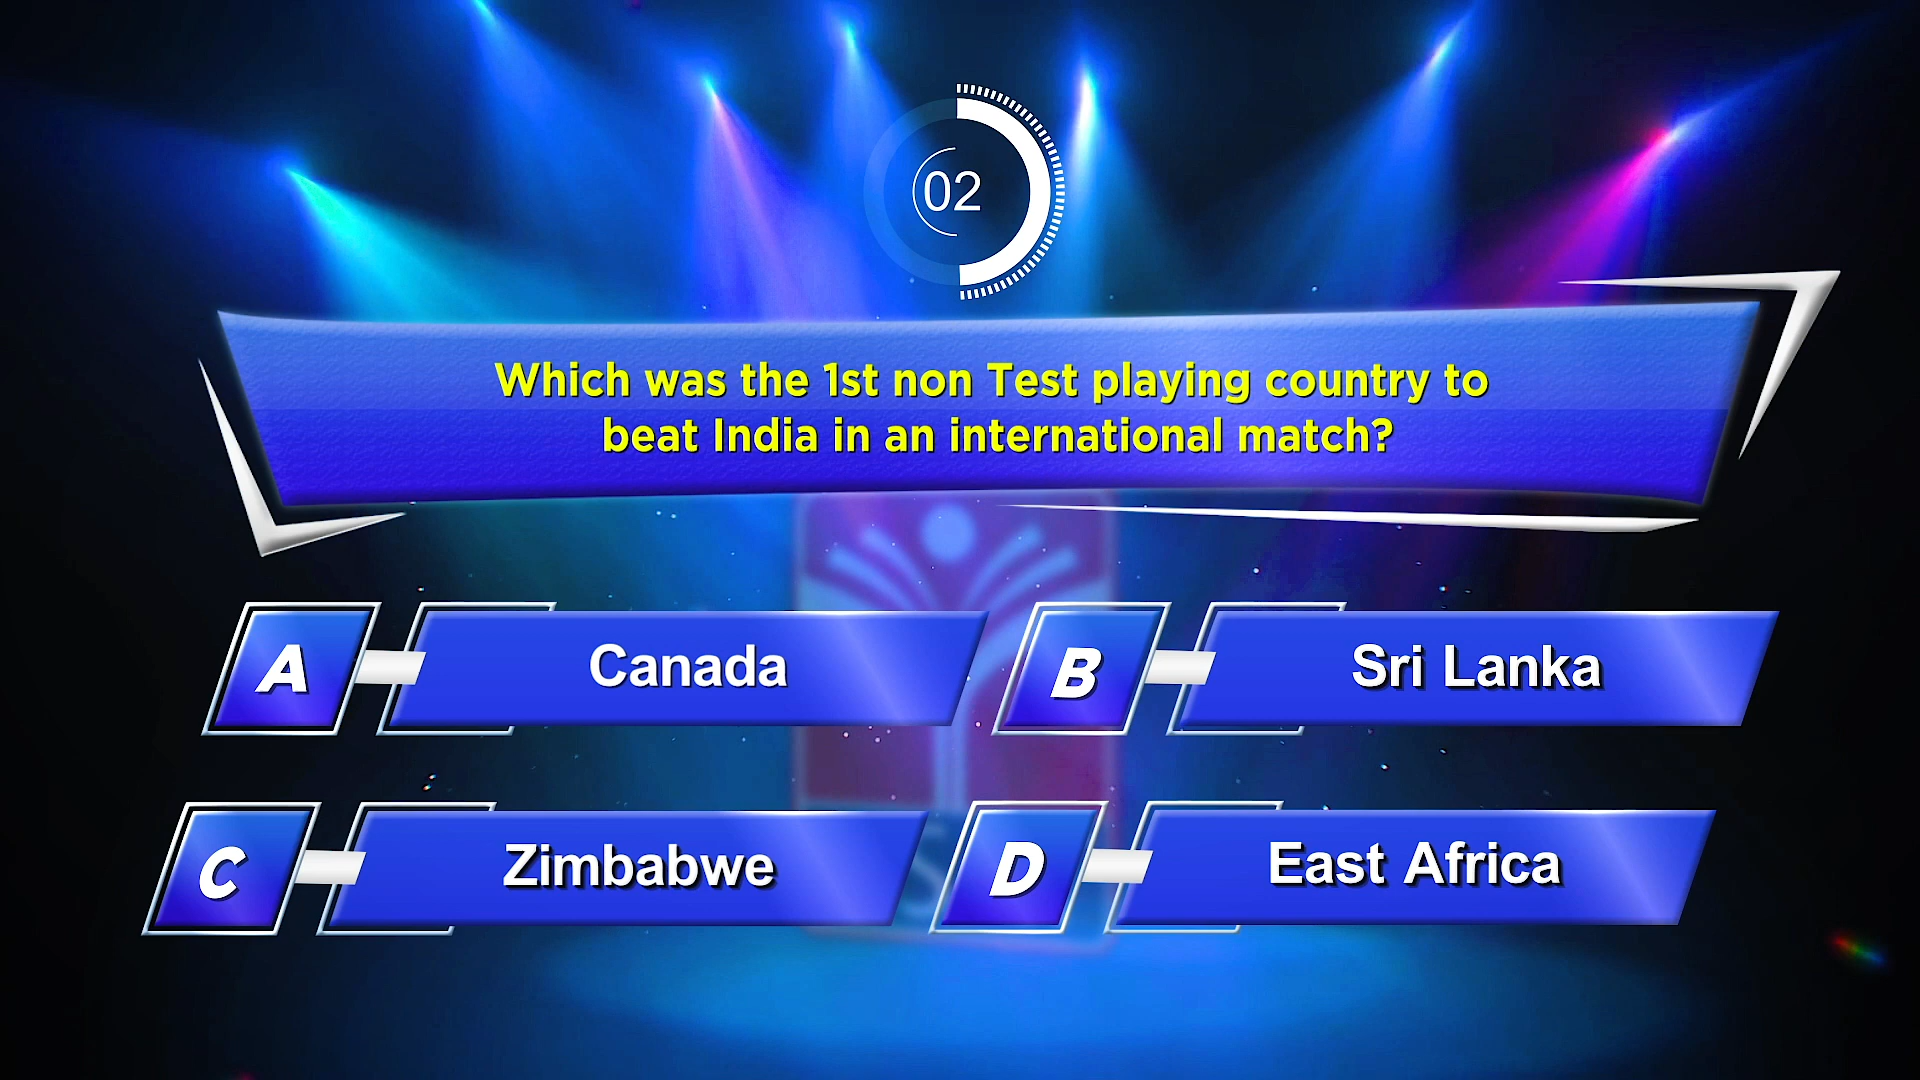 02
Which was the 1st non Test playing country to
beat India in an international match?
A Canada
B Sri Lanka
C Zimbabwe
D East Africa